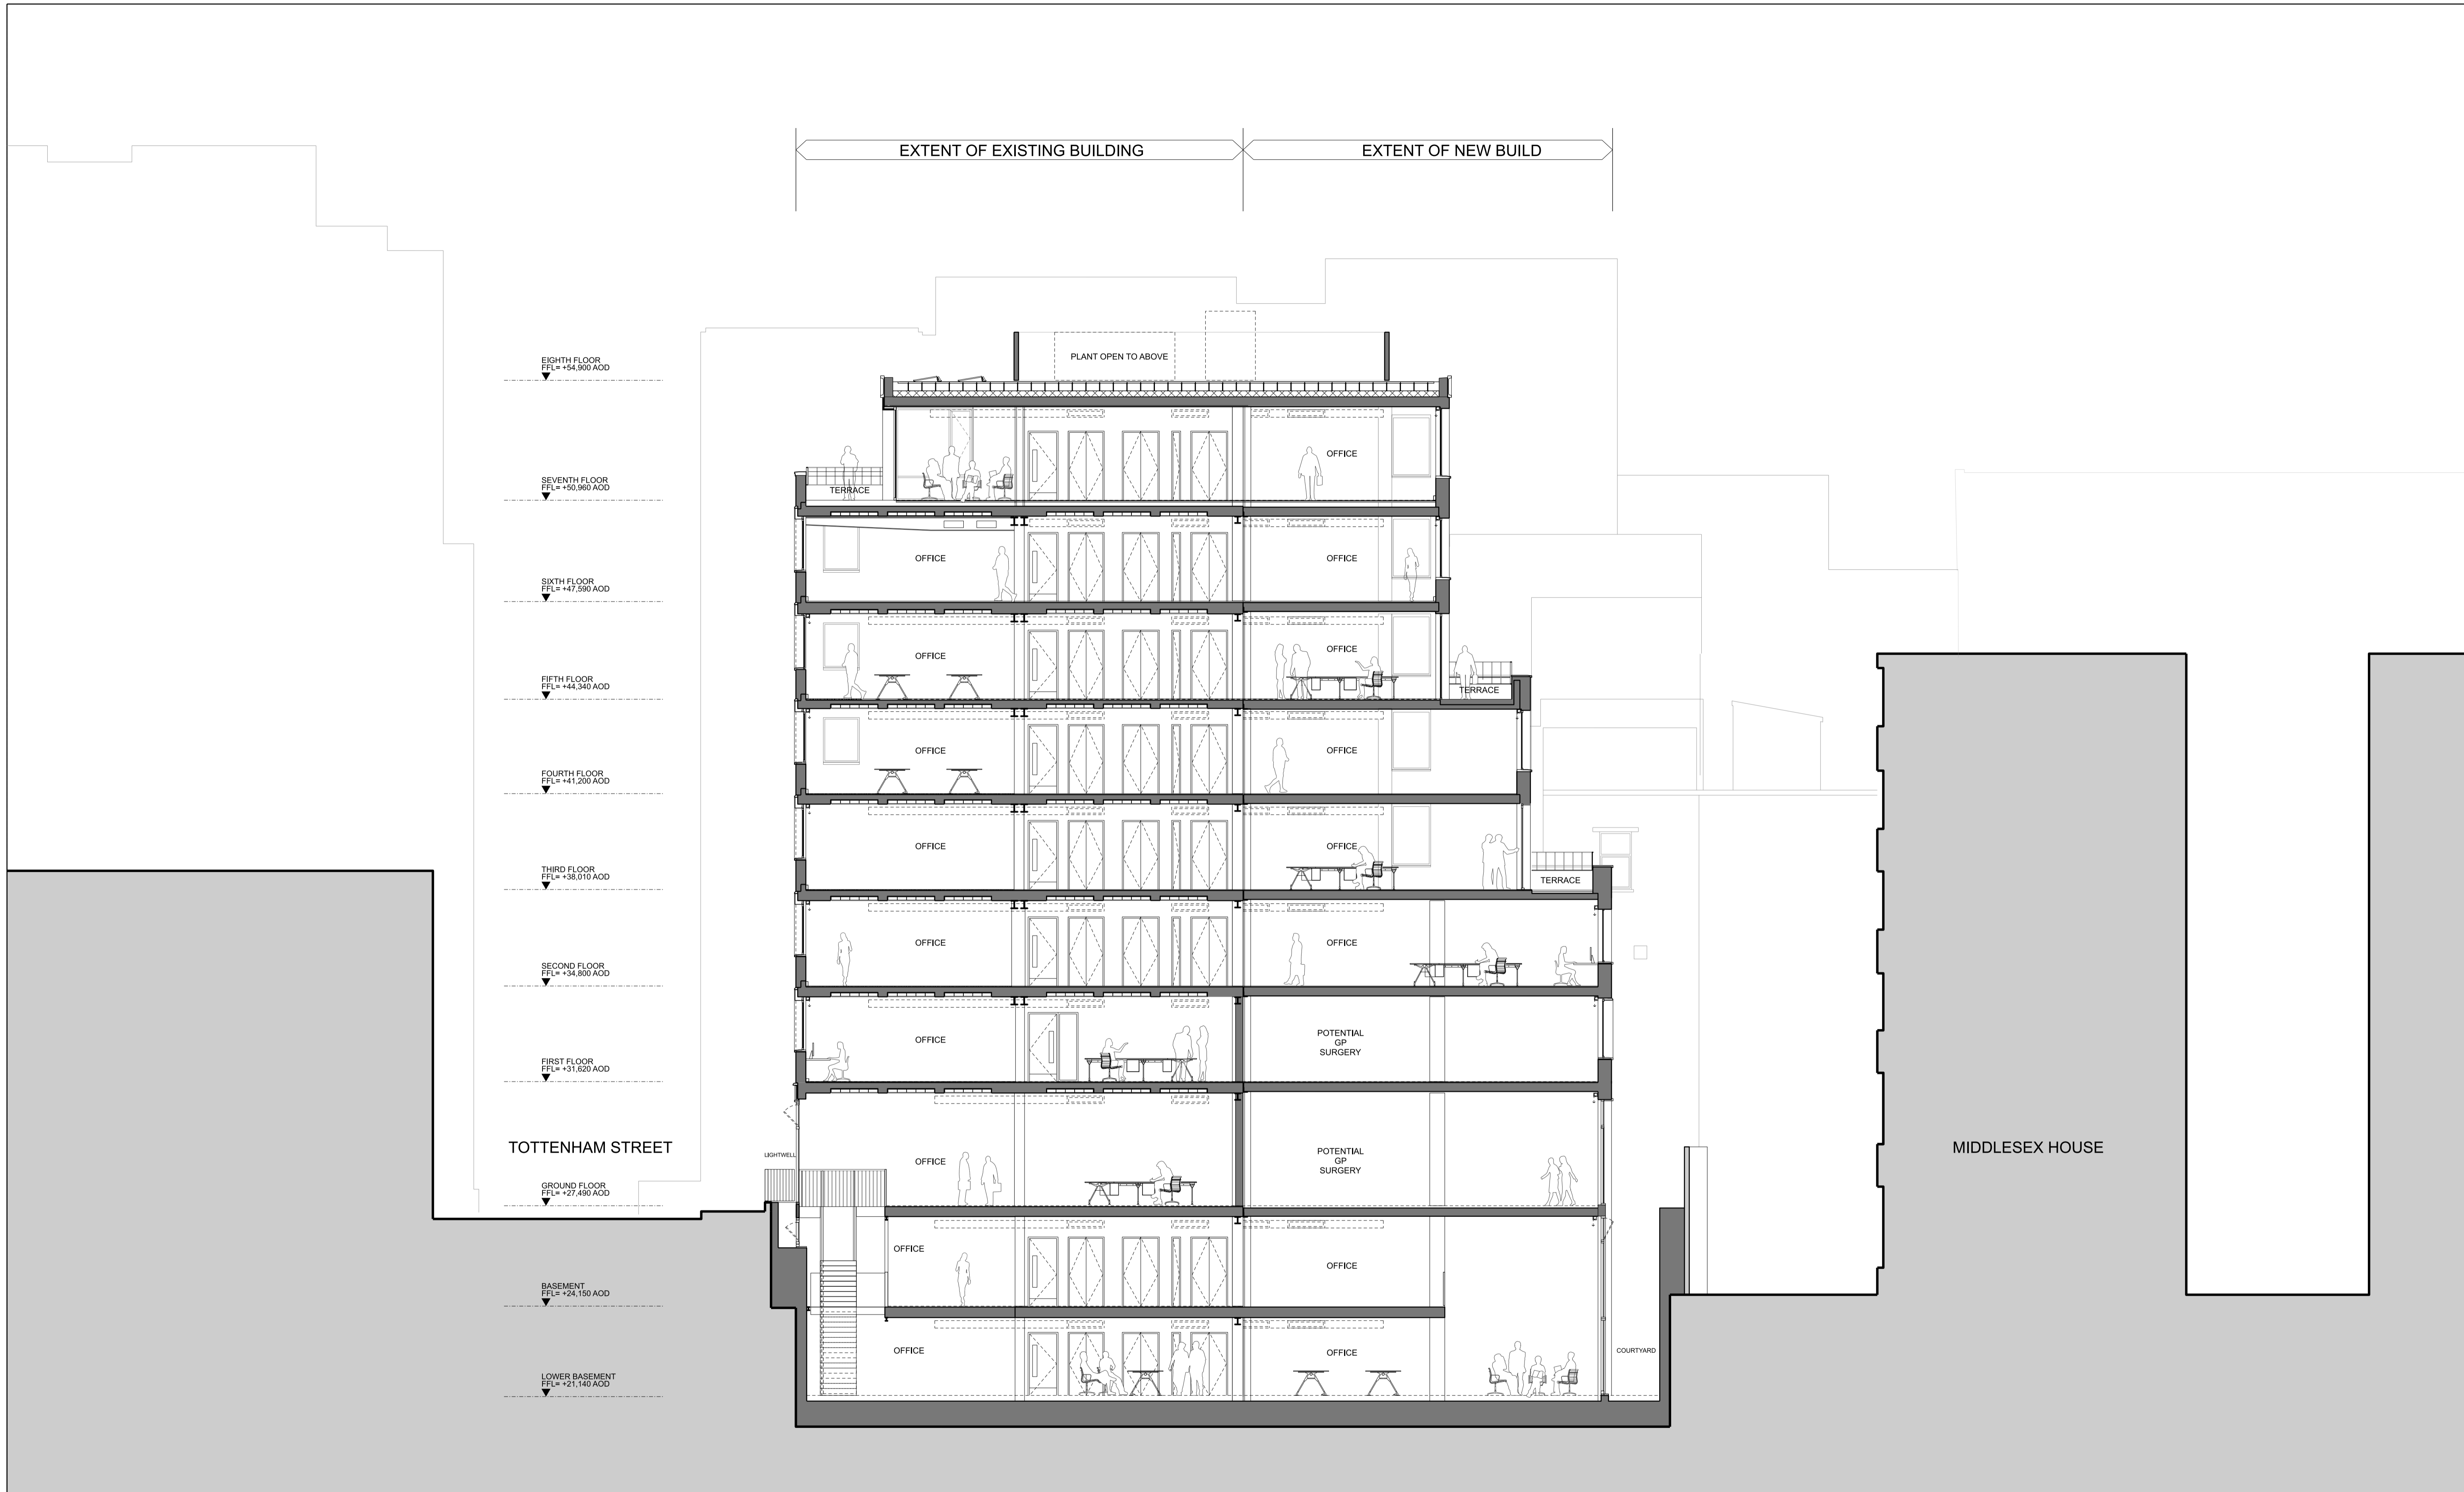 EXTENT OF EXISTING BUILDING
EXTENT OF NEW BUILD
PLANT OPEN TO ABOVE
EIGHTH FLOOR
FFL= +54,900 AOD
OFFICE
TERRACE
SEVENTH FLOOR
FFL= +50,960 AOD
OFFICE
OFFICE
SIXTH FLOOR
FFL= +47,590 AOD
OFFICE
OFFICE
TERRACE
FIFTH FLOOR
FFL= +44,340 AOD
OFFICE
OFFICE
FOURTH FLOOR
FFL= +41,200 AOD
OFFICE
OFFICE
TERRACE
THIRD FLOOR
FFL= +38,010 AOD
OFFICE
OFFICE
SECOND FLOOR
FFL= +34,800 AOD
OFFICE
POTENTIAL
GP
SURGERY
FIRST FLOOR
FFL= +31,620 AOD
TOTTENHAM STREET
LIGHTWELL
OFFICE
POTENTIAL
GP
SURGERY
MIDDLESEX HOUSE
GROUND FLOOR
FFL= +27,490 AOD
OFFICE
OFFICE
BASEMENT
FFL= +24,150 AOD
OFFICE
OFFICE
COURTYARD
LOWER BASEMENT
FFL= +21,140 AOD